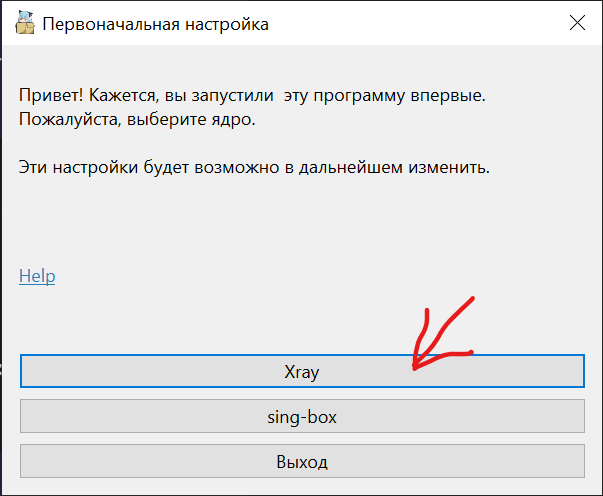 Первоначальная настройка
Привет! Кажется, вы запустили  эту программу впервые.
Пожалуйста, выберите ядро.
Эти настройки будет возможно в дальнейшем изменить.
Help
Xray
sing-box
Выход